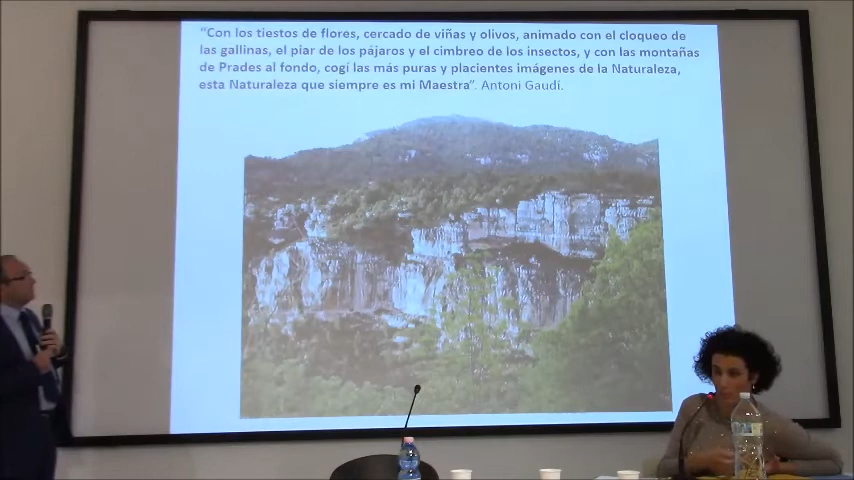 "Con los tiestos de flores, cercado de viñas y olivos, animado con el cloqueo de
las gallinas, el piar de los pájaros y el cimbreo de los insectos, y con las montañas
de Prades al fondo, cogí las más puras y placientes imágenes de la Naturaleza,
esta Naturaleza que siempre es mi Maestra". Antoni Gaudí.